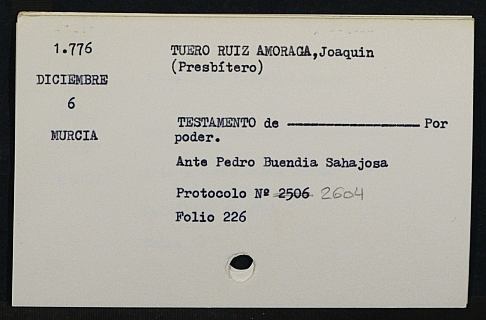 1.776
DICIEMBRE
6
MURCIA
TUERO RUIZ AMORAGA,Joaquin
(Presbítero)
TESTAMENTO de ———————————— Por
poder.
Ante Pedro Buendia Sahajosa
Protocolo Nº 2506 2604
Folio 226